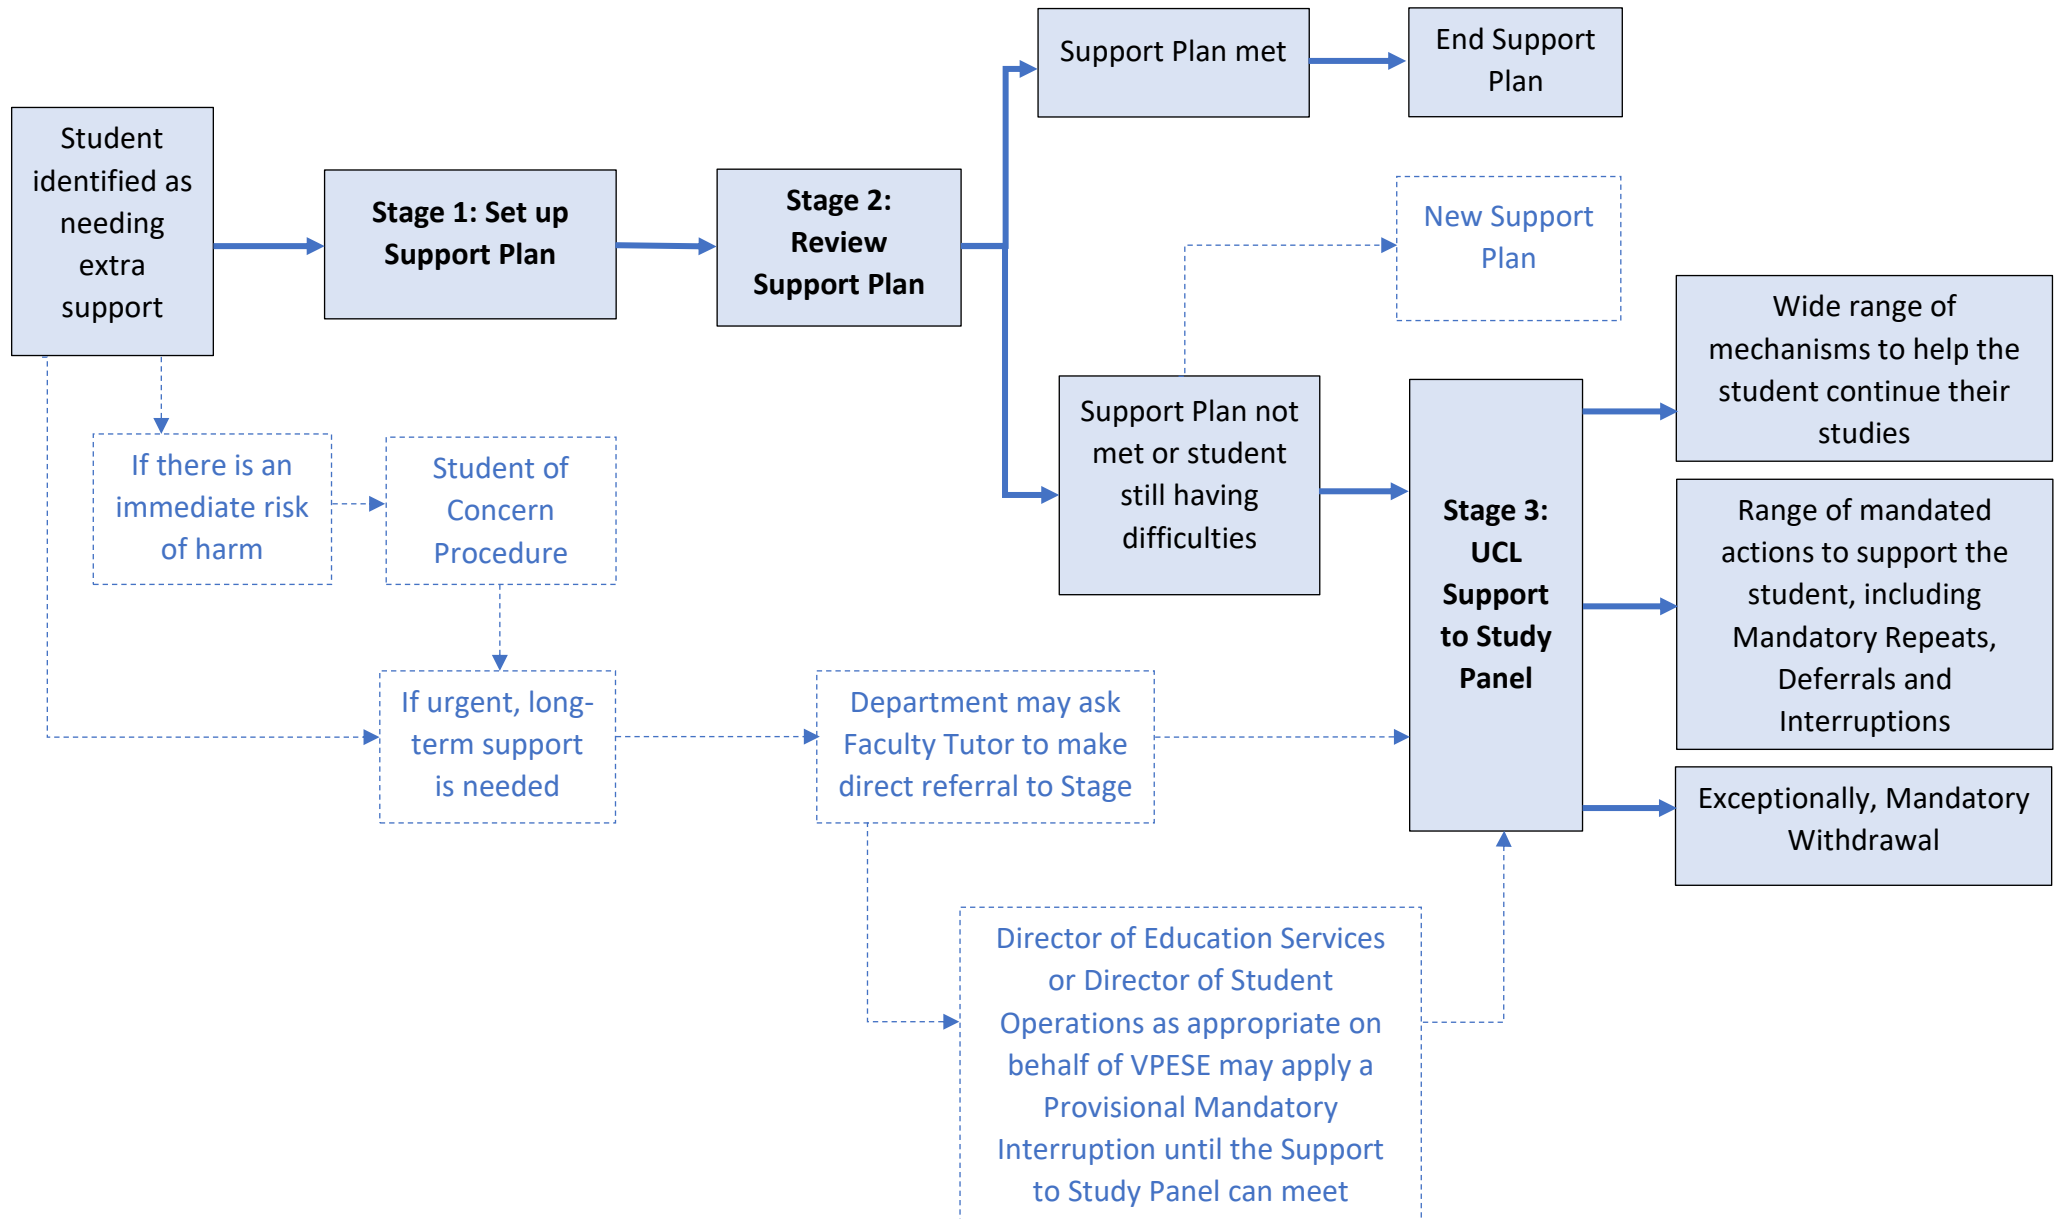 Support Plan met
End Support
Plan
Student
identified as
needing
extra
support
Stage 1: Set up
Support Plan
Stage 2:
Review
Support Plan
New Support
Plan
Wide range of
mechanisms to help the
student continue their
studies
Support Plan not
met or student
still having
difficulties
If there is an
immediate risk
of harm
Student of
Concern
Procedure
Stage 3:
UCL
Support
to Study
Panel
Range of mandated
actions to support the
student, including
Mandatory Repeats,
Deferrals and
Interruptions
If urgent, long-
term support
is needed
Department may ask
Faculty Tutor to make
direct referral to Stage
Exceptionally, Mandatory
Withdrawal
Director of Education Services
or Director of Student
Operations as appropriate on
behalf of VPESE may apply a
Provisional Mandatory
Interruption until the Support
to Study Panel can meet